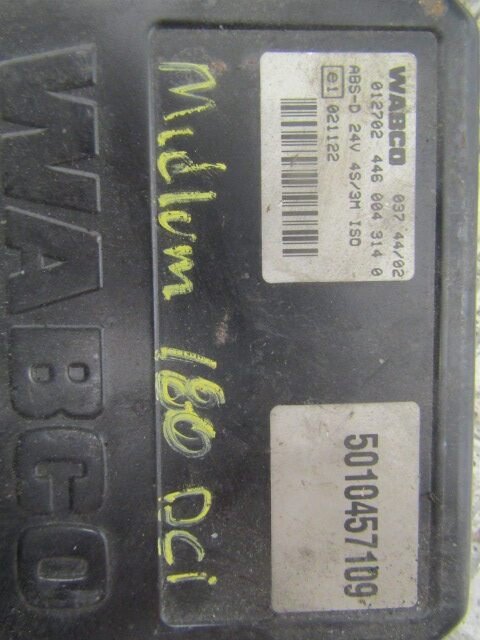 WABCO 037 44/02
012702 446 004 314 0
ABS-D 24V 4S/3M ISO
e1 021122
5010457109
Midlum 180 DCi
WABCO